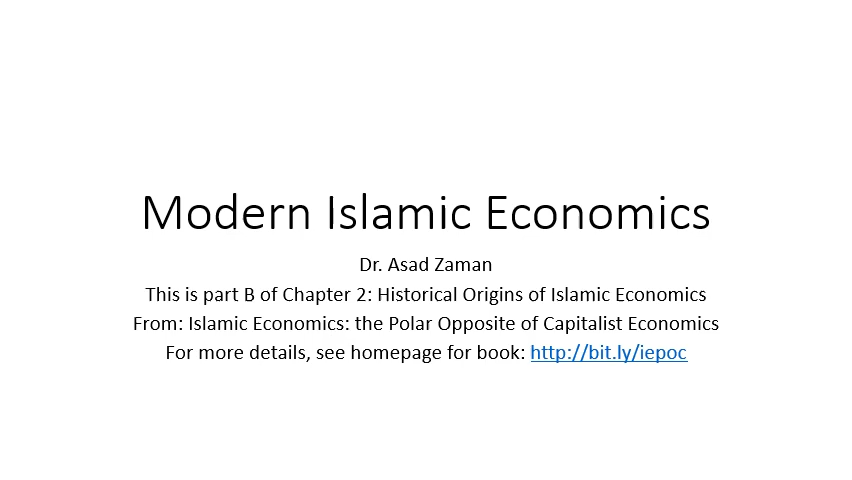 Modern Islamic Economics
Dr. Asad Zaman
This is part B of Chapter 2: Historical Origins of Islamic Economics
From: Islamic Economics: the Polar Opposite of Capitalist Economics
For more details, see homepage for book: http://bit.ly/iepoc